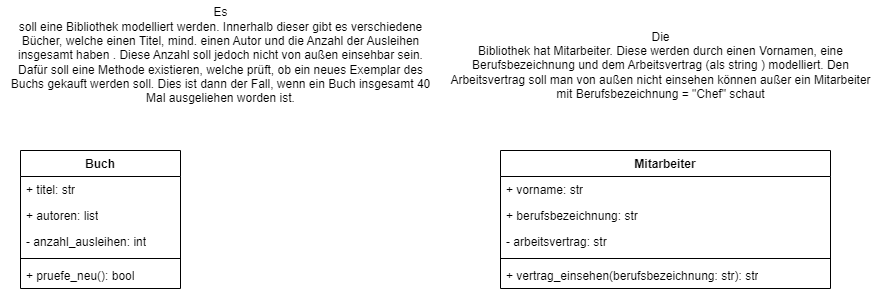 Es
soll eine Bibliothek modelliert werden. Innerhalb dieser gibt es verschiedene
Bücher, welche einen Titel, mind. einen Autor und die Anzahl der Ausleihen
insgesamt haben . Diese Anzahl soll jedoch nicht von außen einsehbar sein.
Dafür soll eine Methode existieren, welche prüft, ob ein neues Exemplar des
Buchs gekauft werden soll. Dies ist dann der Fall, wenn ein Buch insgesamt 40
Mal ausgeliehen worden ist.
Die
Bibliothek hat Mitarbeiter. Diese werden durch einen Vornamen, eine
Berufsbezeichnung und dem Arbeitsvertrag (als string ) modelliert. Den
Arbeitsvertrag soll man von außen nicht einsehen können außer ein Mitarbeiter
mit Berufsbezeichnung = "Chef" schaut
Buch
+ titel: str
+ autoren: list
- anzahl_ausleihen: int
+ pruefe_neu(): bool
Mitarbeiter
+ vorname: str
+ berufsbezeichnung: str
- arbeitsvertrag: str
+ vertrag_einsehen(berufsbezeichnung: str): str